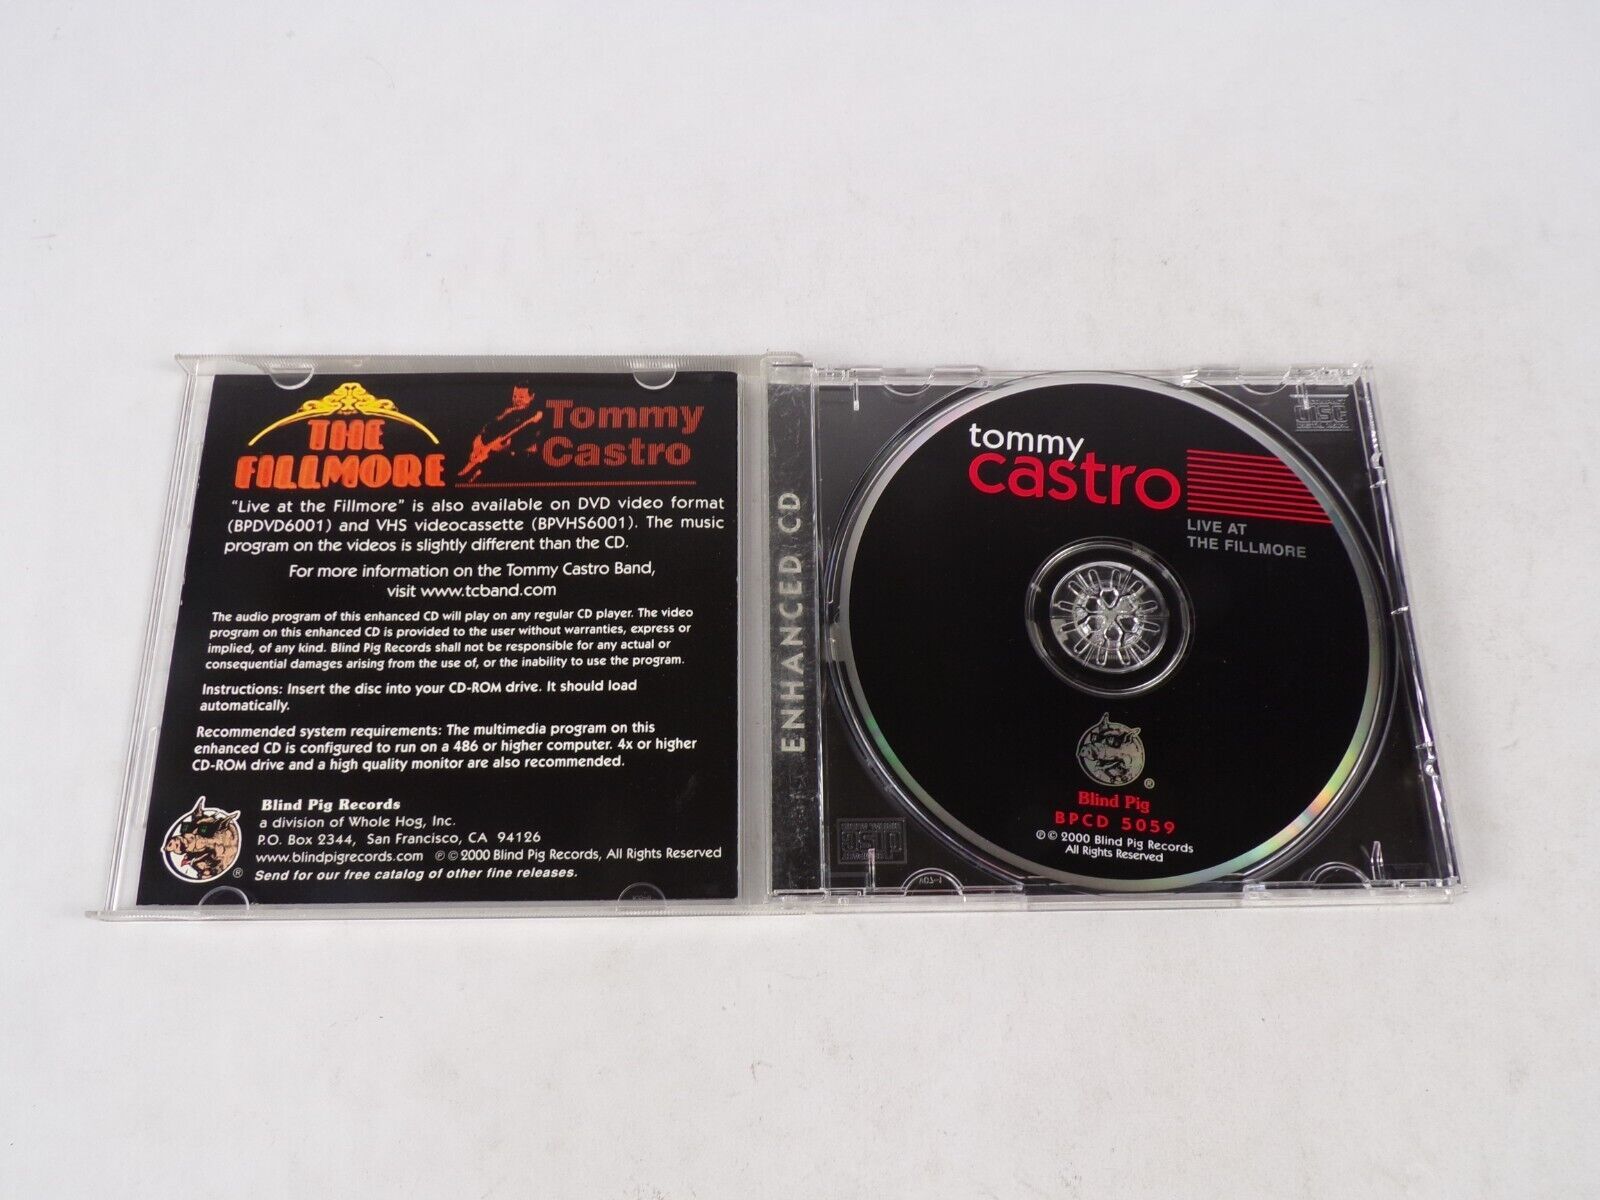 THE
FILLMORE
Tommy
Castro
“Live at the Fillmore” is also available on DVD video format
(BPDVD6001) and VHS videocassette (BPVHS6001). The music
program on the videos is slightly different than the CD.
For more information on the Tommy Castro Band,
visit www.tcband.com
The audio program of this enhanced CD will play on any regular CD player. The video
program on this enhanced CD is provided to the user without warranties, express or
implied, of any kind. Blind Pig Records shall not be responsible for any actual or
consequential damages arising from the use of, or the inability to use the program.
Instructions: Insert the disc into your CD-ROM drive. It should load
automatically.
Recommended system requirements: The multimedia program on this
enhanced CD is configured to run on a 486 or higher computer. 4x or higher
CD-ROM drive and a high quality monitor are also recommended.
Blind Pig Records
a division of Whole Hog, Inc.
P.O. Box 2344, San Francisco, CA 94126
www.blindpigrecords.com ℗ © 2000 Blind Pig Records, All Rights Reserved
®
Send for our free catalog of other fine releases.
ENHANCED CD
tommy
castro
LIVE AT
THE FILLMORE
®
Blind Pig
BPCD 5059
℗ © 2000 Blind Pig Records
All Rights Reserved